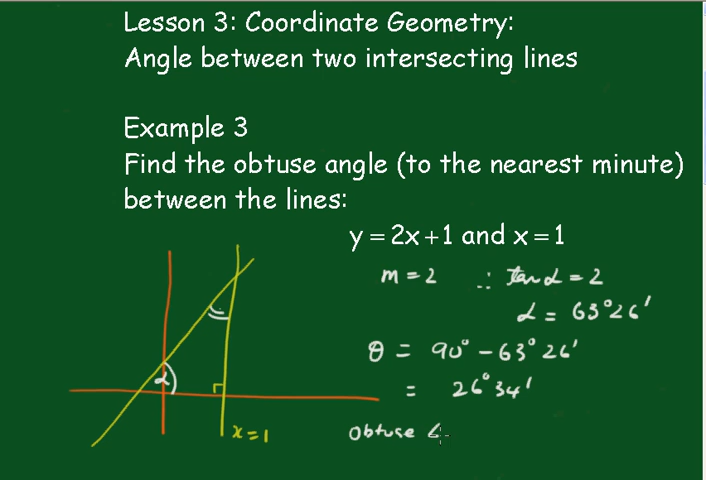 Lesson 3: Coordinate Geometry:
Angle between two intersecting lines
Example 3
Find the obtuse angle (to the nearest minute)
between the lines:
y = 2x + 1 and x = 1
m = 2 ∴ tan α = 2
α = 63°26'
θ = 90° - 63°26'
= 26°34'
α
x = 1
Obtuse ∠